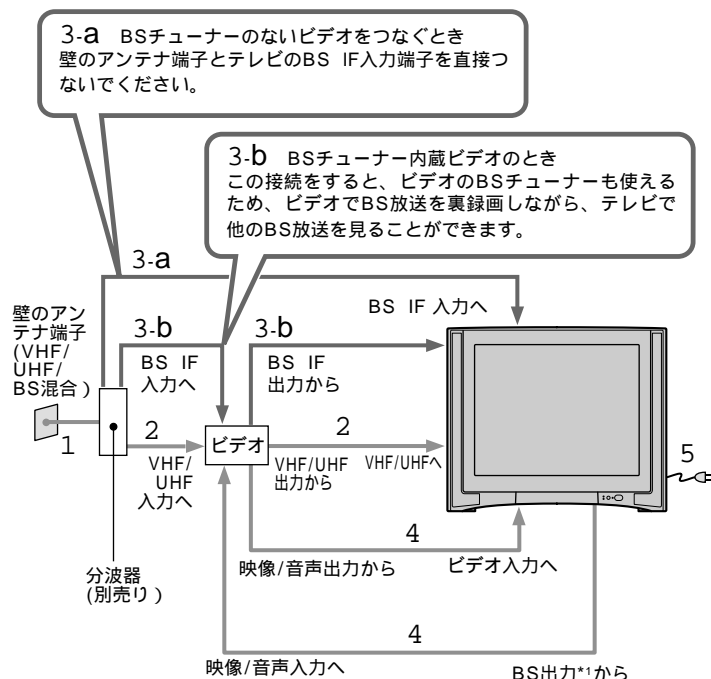 3-a BSチューナーのないビデオをつなぐとき
壁のアンテナ端子とテレビのBS IF入力端子を直接つ
ないでください。
3-b BSチューナー内蔵ビデオのとき
この接続をすると、ビデオのBSチューナーも使える
ため、ビデオでBS放送を裏録画しながら、テレビで
他のBS放送を見ることができます。
3-a
BS IF 入力へ
壁のアン
テナ端子
(VHF/
UHF/
BS混合)
3-b
BS IF
入力へ
3-b
BS IF
出力から
1
2
VHF/
UHF
入力へ
ビデオ
2
VHF/UHF
出力から
VHF/UHFへ
5
分波器
(別売り)
4
映像/音声出力から
ビデオ入力へ
4
映像/音声入力へ
BS出力*1から